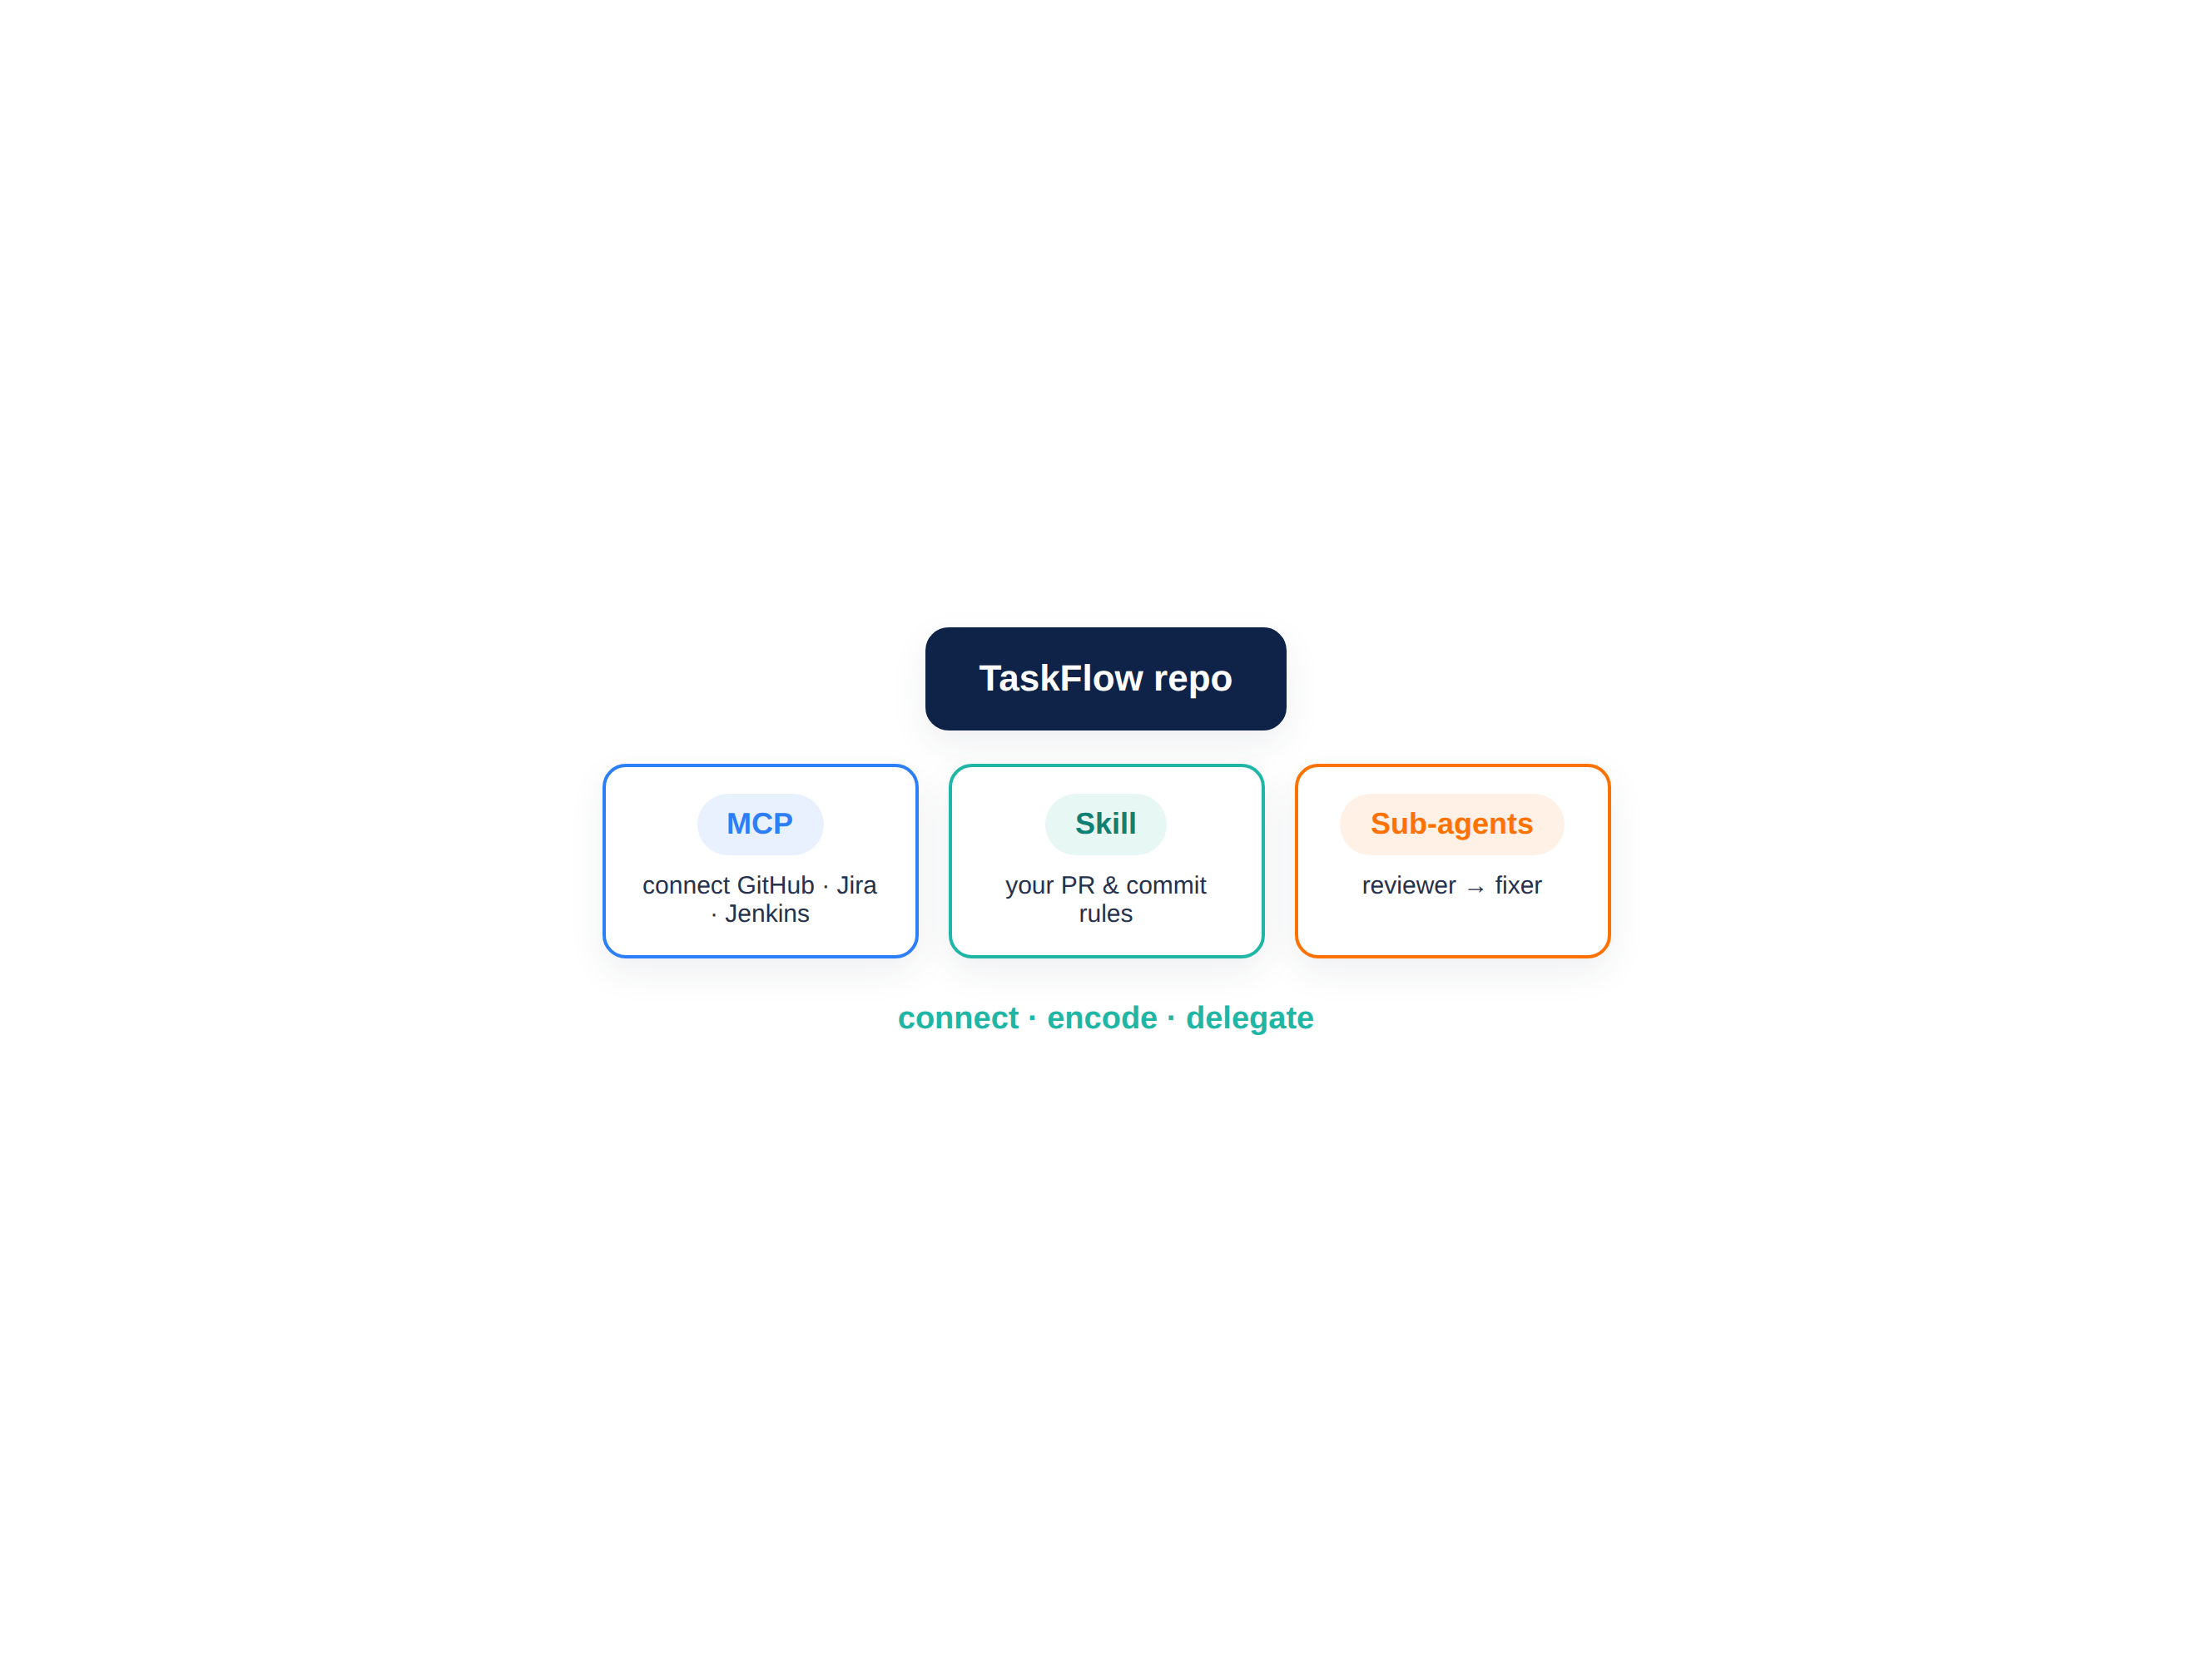 TaskFlow repo
MCP
connect GitHub · Jira
· Jenkins
Skill
your PR & commit
rules
Sub-agents
reviewer → fixer
connect · encode · delegate